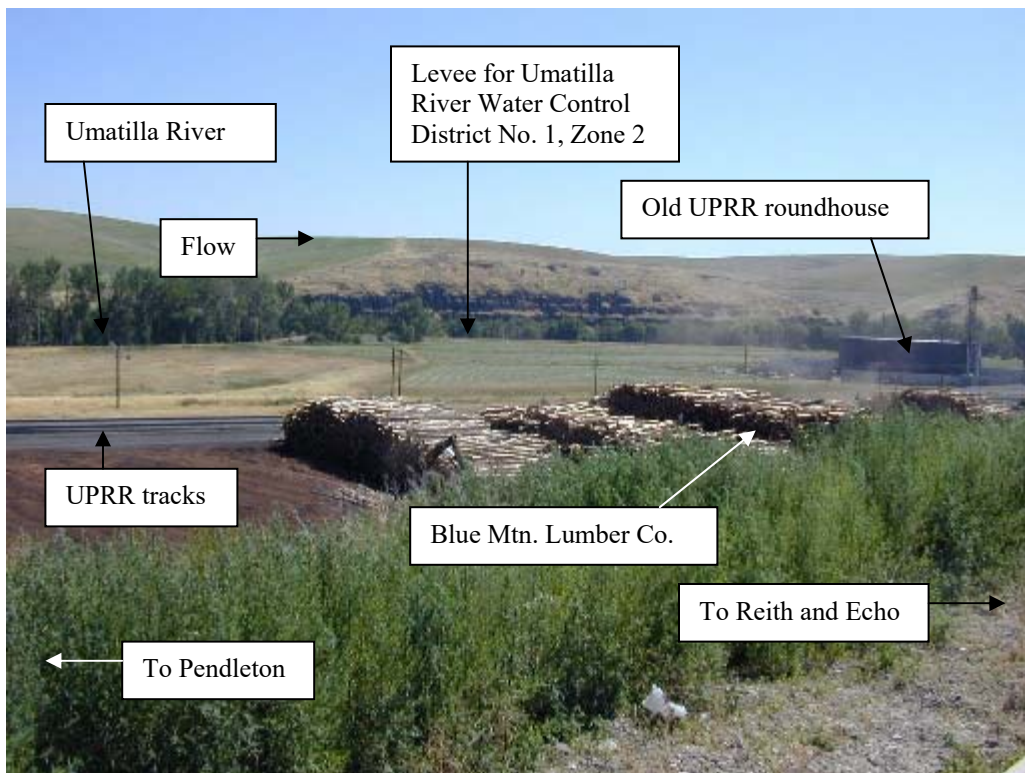 Levee for Umatilla
River Water Control
District No. 1, Zone 2
Umatilla River
Old UPRR roundhouse
Flow
UPRR tracks
Blue Mtn. Lumber Co.
To Reith and Echo
To Pendleton